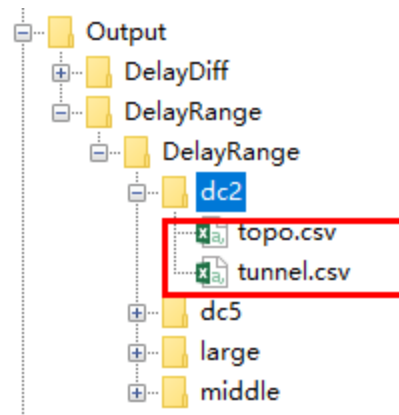 Output
DelayDiff
DelayRange
DelayRange
dc2
topo.csv
tunnel.csv
dc5
large
middle